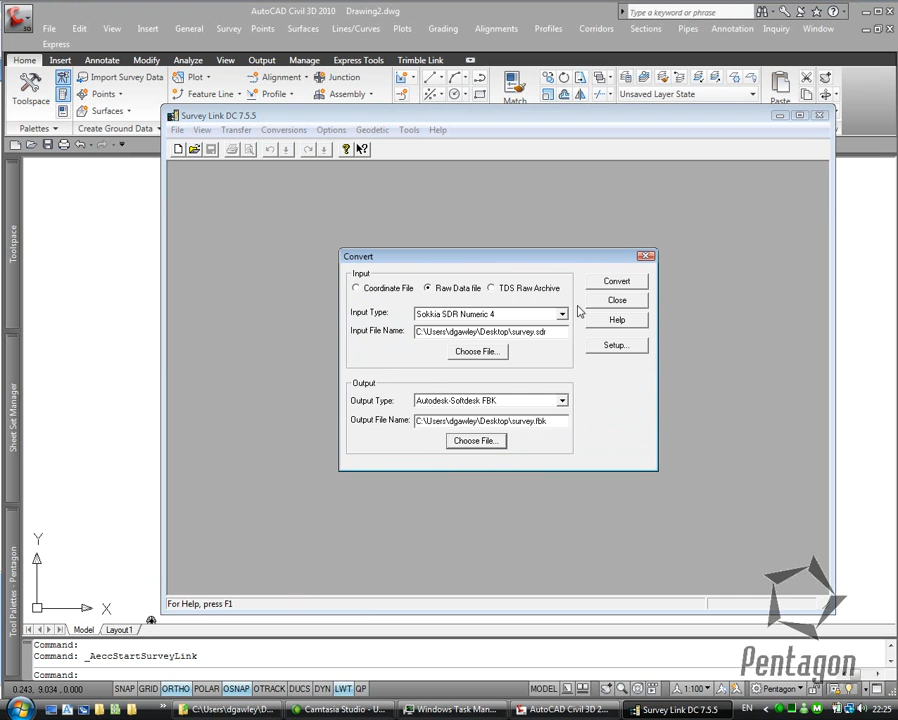 AutoCAD Civil 3D 2010 Drawing2.dwg
Type a keyword or phrase
File Edit View Insert General Survey Points Surfaces Lines/Curves Plots Grading Alignments Profiles Corridors Sections Pipes Annotation Inquiry Window
Express
Home Insert Annotate Modify Analyze View Output Manage Express Tools Trimble Link
Toolspace
Import Survey Data
Points
Surfaces
Plot
Feature Line
Alignment
Profile
Junction
Assembly
Match
Unsaved Layer State
Paste
Palettes
Create Ground Data
Survey Link DC 7.5.5
File View Transfer Conversions Options Geodetic Tools Help
Toolspace
Sheet Set Manager
Tool Palettes - Pentagon
Convert
Input
Coordinate File Raw Data file TDS Raw Archive
Input Type: Sokkia SDR Numeric 4
Input File Name: C:\Users\dgawley\Desktop\survey.sdr
Choose File...
Convert
Close
Help
Setup...
Output
Output Type: Autodesk-Softdesk FBK
Output File Name: C:\Users\dgawley\Desktop\survey.fbk
Choose File...
For Help, press F1
Y
X
Model Layout1
Command:
Command: _AeccStartSurveyLink
Command:
Pentagon
0.243, 9.034 , 0.000 SNAP GRID ORTHO POLAR OSNAP OTRACK DUCS DYN LWT QP MODEL 1:100 Pentagon
C:\Users\dgawley\D... Camtasia Studio - U... Windows Task Man... AutoCAD Civil 3D 2... Survey Link DC 7.5.5 EN 22:25